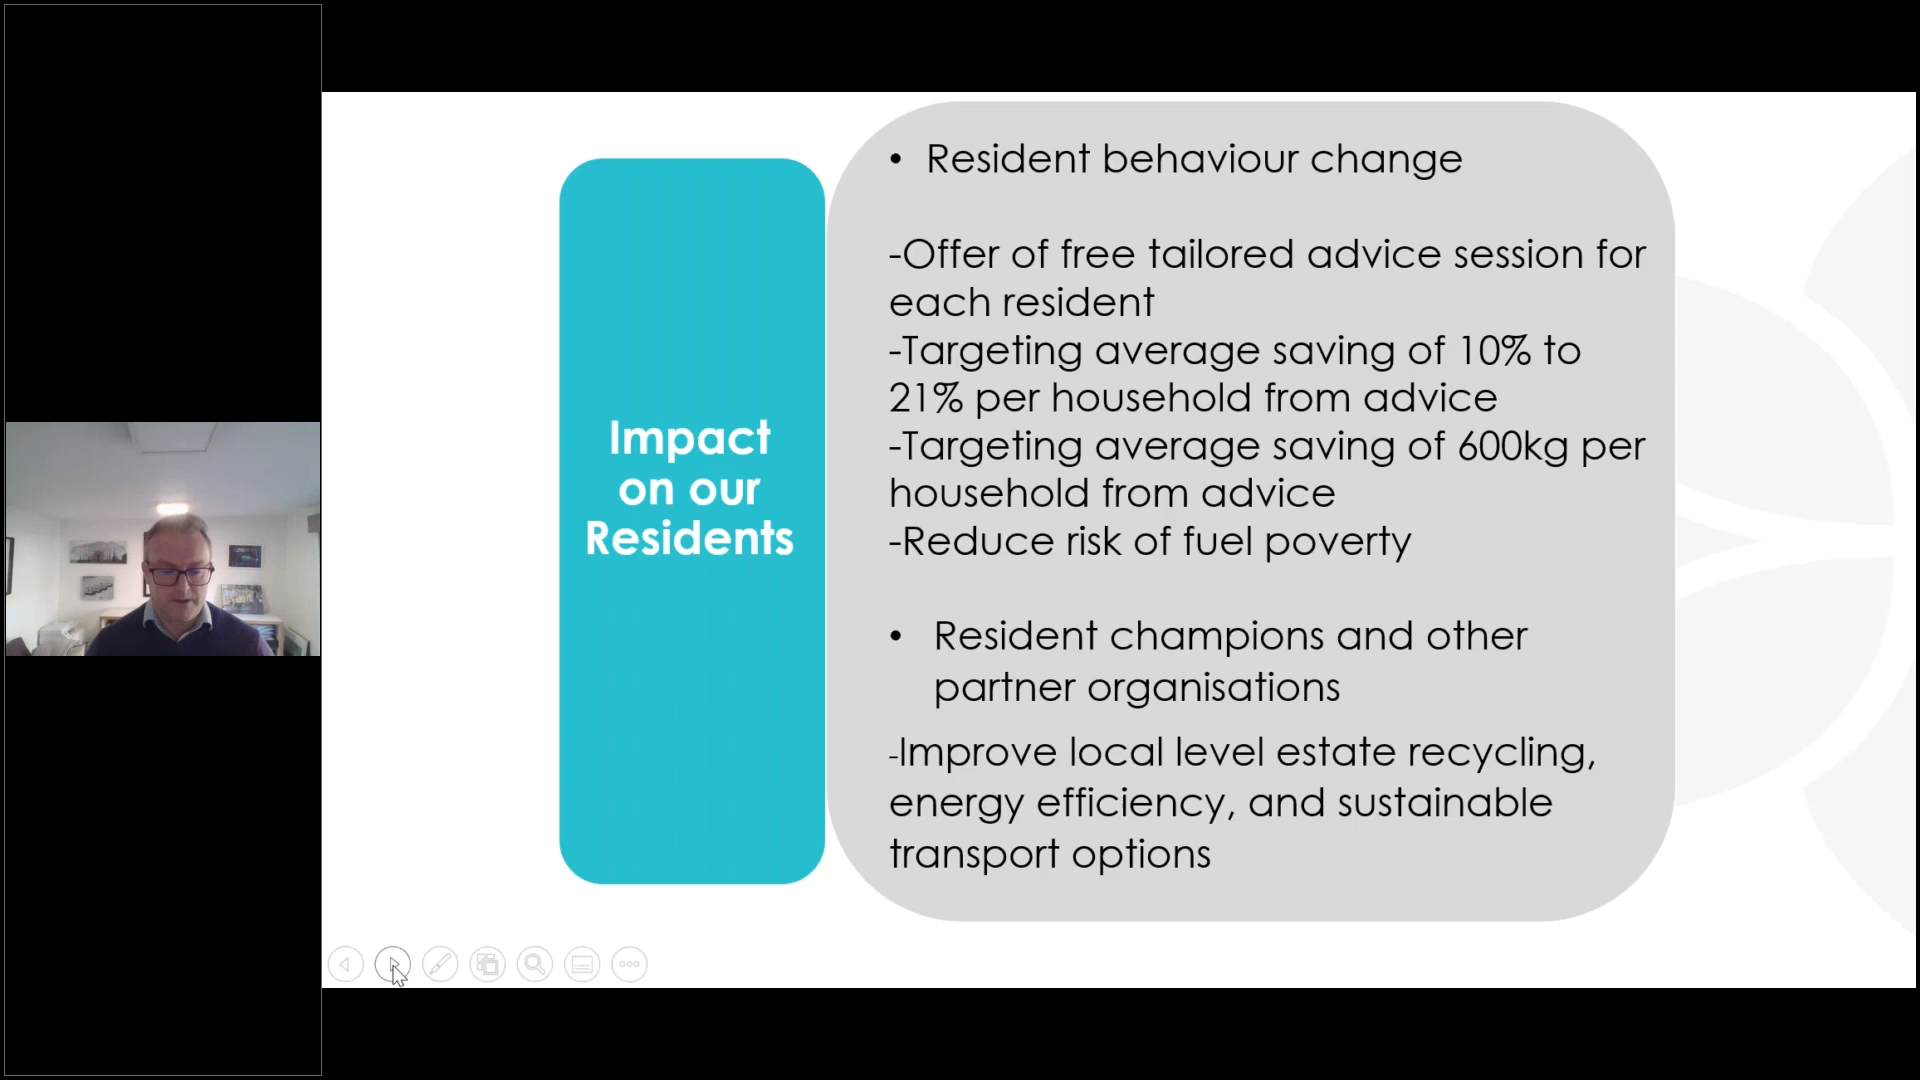 Impact
on our
Residents
• Resident behaviour change
-Offer of free tailored advice session for
each resident
-Targeting average saving of 10% to
21% per household from advice
-Targeting average saving of 600kg per
household from advice
-Reduce risk of fuel poverty
• Resident champions and other
partner organisations
-Improve local level estate recycling,
energy efficiency, and sustainable
transport options